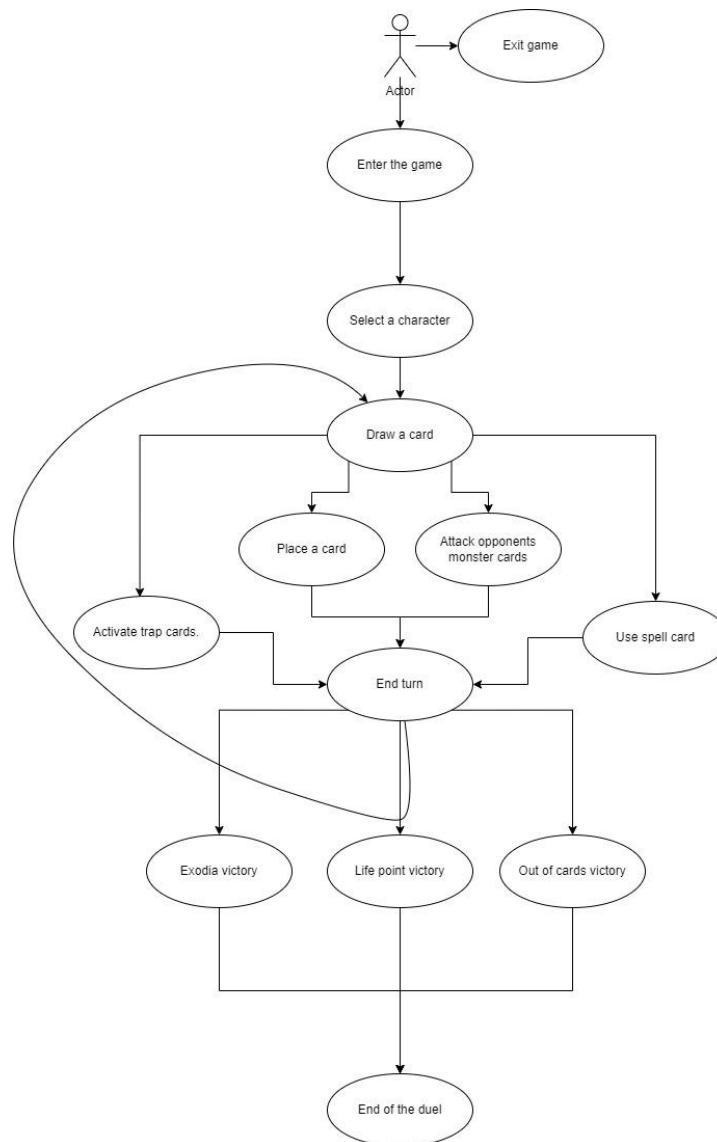 Exit game
Actor
Enter the game
Select a character
Draw a card
Place a card
Attack opponents
monster cards
Activate trap cards.
Use spell card
End turn
Exodia victory
Life point victory
Out of cards victory
End of the duel